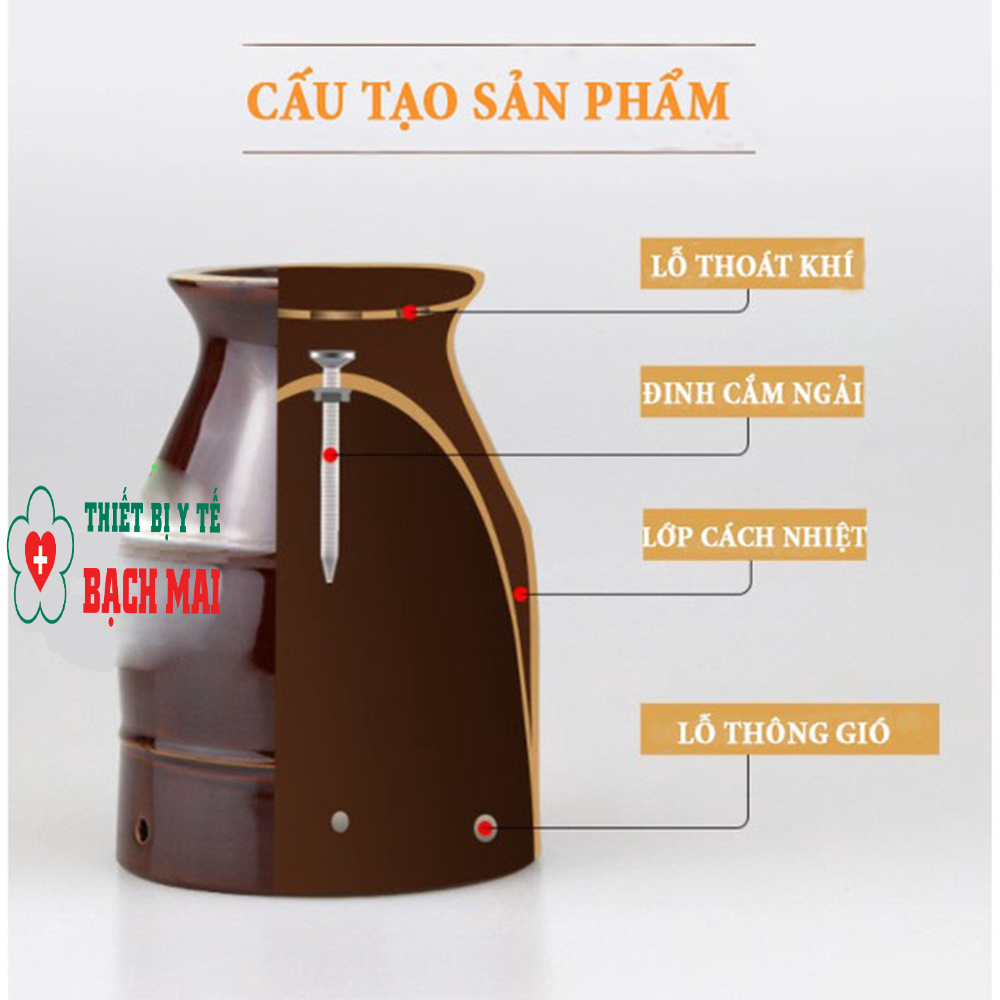 CẤU TẠO SẢN PHẨM
LỖ THOÁT KHÍ
ĐINH CẮM NGẢI
THIẾT BỊ Y TẾ
BẠCH MAI
LỚP CÁCH NHIỆT
LỖ THÔNG GIÓ